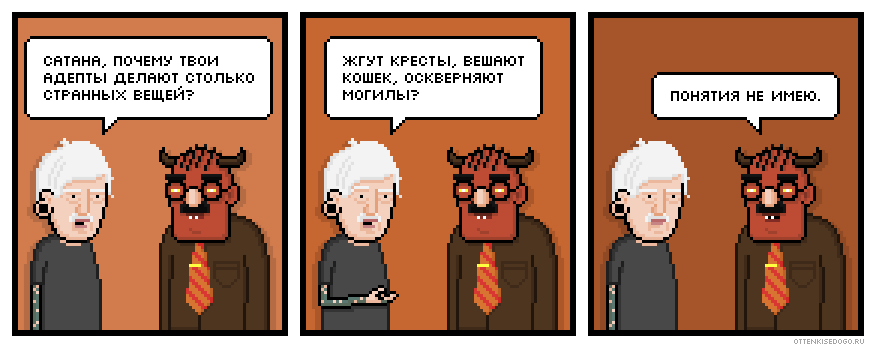 САТАНА, ПОЧЕМУ ТВОИ
АДЕПТЫ ДЕЛАЮТ СТОЛЬКО
СТРАННЫХ ВЕЩЕЙ?
ЖГУТ КРЕСТЫ, ВЕШАЮТ
КОШЕК, ОСКВЕРНЯЮТ
МОГИЛЫ?
ПОНЯТИЯ НЕ ИМЕЮ.
OTTENKISEDOGO.RU